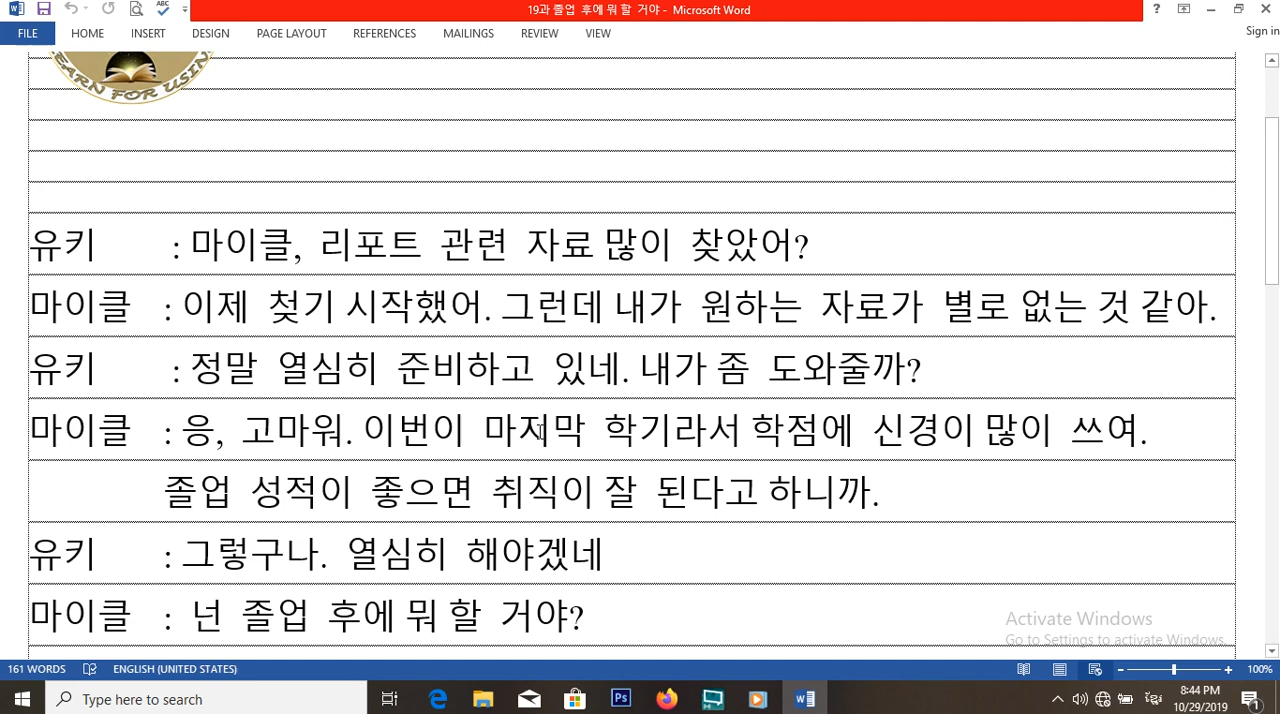 19과 졸업 후에 뭐 할 거야 - Microsoft Word
FILE HOME INSERT DESIGN PAGE LAYOUT REFERENCES MAILINGS REVIEW VIEW Sign in
LEARN FOR USING
유키 : 마이클, 리포트 관련 자료 많이 찾았어?
마이클 : 이제 첫기 시작했어. 그런데 내가 원하는 자료가 별로 없는 것 같아.
유키 : 정말 열심히 준비하고 있네. 내가 좀 도와줄까?
마이클 : 응, 고마워. 이번이 마지막 학기라서 학점에 신경이 많이 쓰여.
졸업 성적이 좋으면 취직이 잘 된다고 하니까.
유키 : 그렇구나. 열심히 해야겠네
마이클 : 넌 졸업 후에 뭐 할 거야?
Activate Windows
Go to Settings to activate Windows.
161 WORDS ENGLISH (UNITED STATES) 100%
Type here to search
8:44 PM
10/29/2019